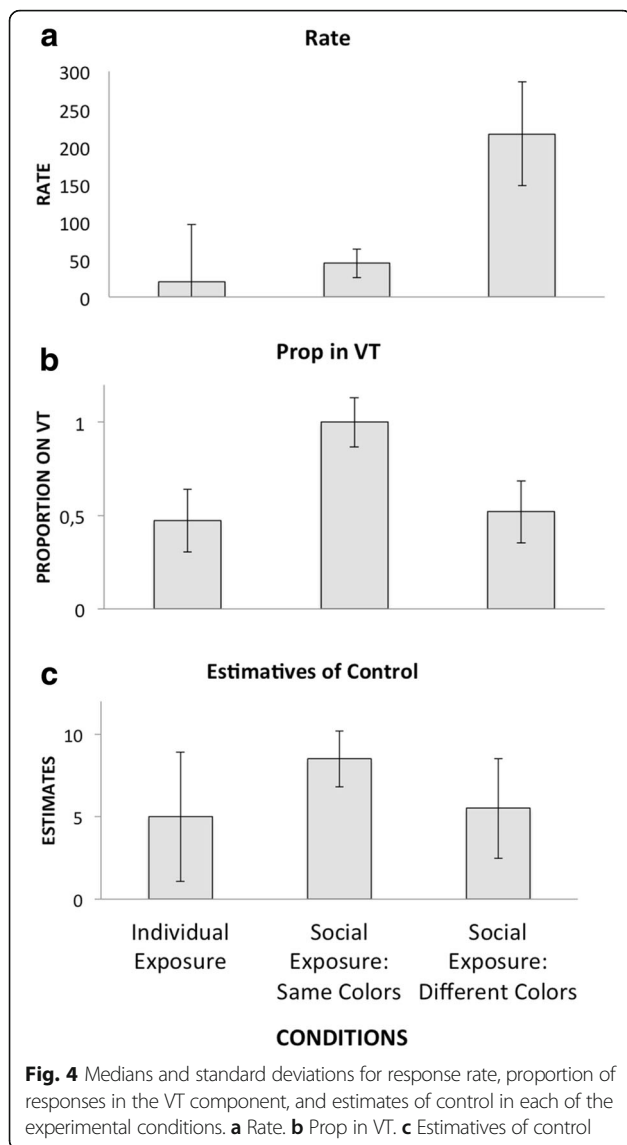 a
Rate
300
250
200
150
100
50
0
RATE
b
Prop in VT
1
0,5
0
PROPORTION ON VT
c
Estimatives of Control
10
5
0
ESTIMATES
Individual Exposure
Social Exposure: Same Colors
Social Exposure: Different Colors
CONDITIONS
Fig. 4 Medians and standard deviations for response rate, proportion of
responses in the VT component, and estimates of control in each of the
experimental conditions. a Rate. b Prop in VT. c Estimatives of control